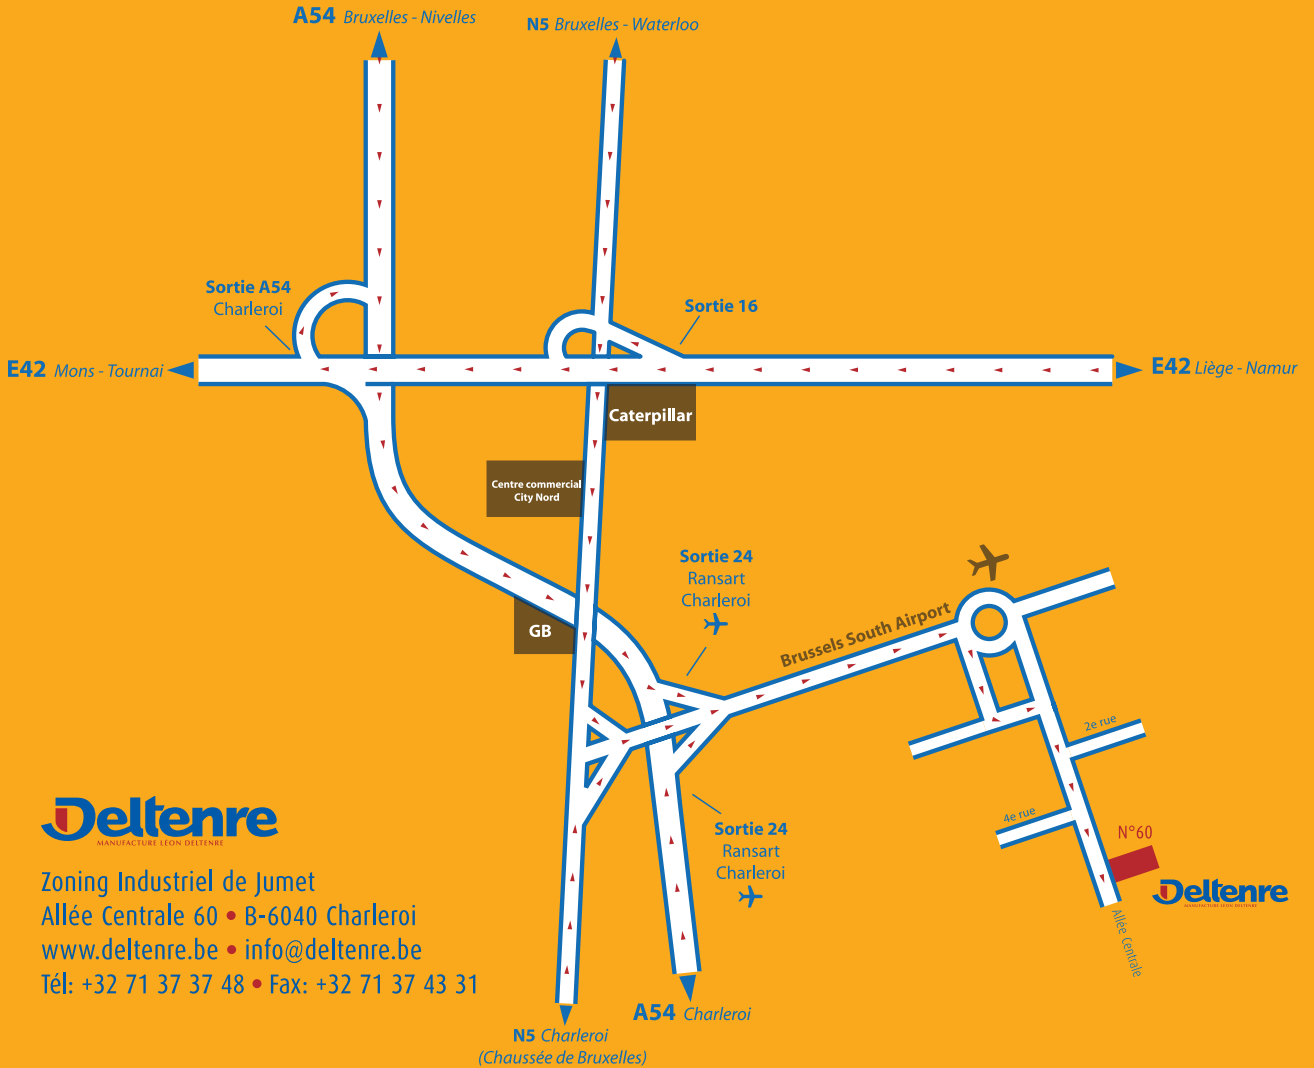 A54 Bruxelles - Nivelles
N5 Bruxelles - Waterloo
Sortie A54
Charleroi
Sortie 16
E42 Mons - Tournai
E42 Liège - Namur
Caterpillar
Centre commercial
City Nord
Sortie 24
Ransart
Charleroi
GB
Brussels South Airport
2e rue
4e rue
N°60
Deltenre
MANUFACTURE LÉON DELTENRE
Allée Centrale
Sortie 24
Ransart
Charleroi
Deltenre
MANUFACTURE LÉON DELTENRE
Zoning Industriel de Jumet
Allée Centrale 60 • B-6040 Charleroi
www.deltenre.be • info@deltenre.be
Tél: +32 71 37 37 48 • Fax: +32 71 37 43 31
A54 Charleroi
N5 Charleroi
(Chaussée de Bruxelles)